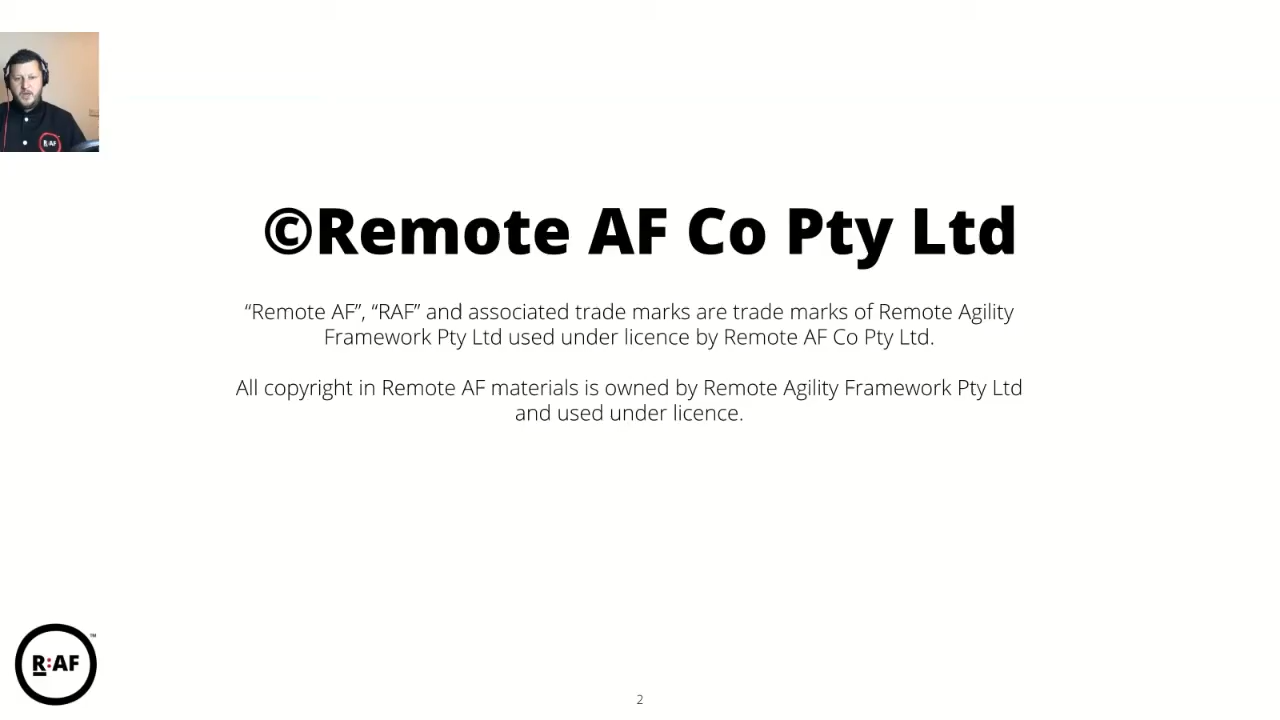 R:AF
©Remote AF Co Pty Ltd
“Remote AF”, “RAF” and associated trade marks are trade marks of Remote Agility
Framework Pty Ltd used under licence by Remote AF Co Pty Ltd.
All copyright in Remote AF materials is owned by Remote Agility Framework Pty Ltd
and used under licence.
R:AF ™
2